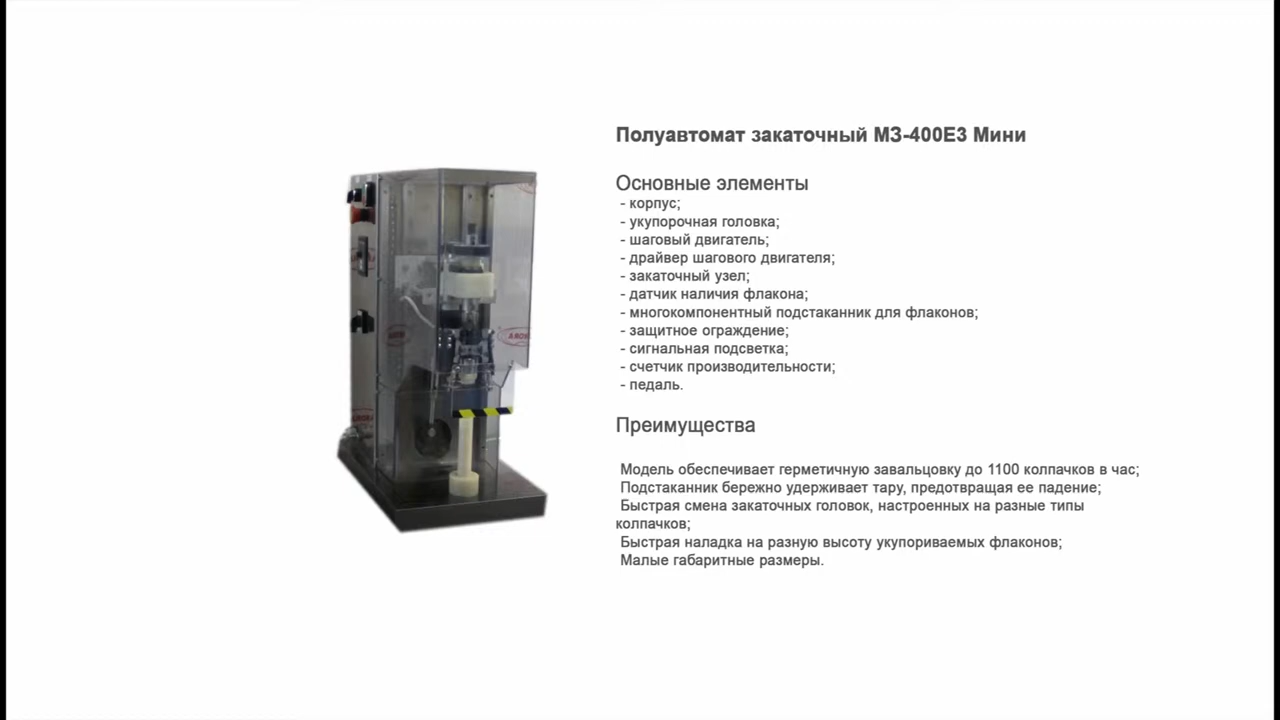 Полуавтомат закаточный МЗ-400Е3 Мини
Основные элементы
- корпус;
- укупорочная головка;
- шаговый двигатель;
- драйвер шагового двигателя;
- закаточный узел;
- датчик наличия флакона;
- многокомпонентный подстаканник для флаконов;
- защитное ограждение;
- сигнальная подсветка;
- счетчик производительности;
- педаль.
Преимущества
Модель обеспечивает герметичную завальцовку до 1100 колпачков в час;
Подстаканник бережно удерживает тару, предотвращая ее падение;
Быстрая смена закаточных головок, настроенных на разные типы
колпачков;
Быстрая наладка на разную высоту укупориваемых флаконов;
Малые габаритные размеры.